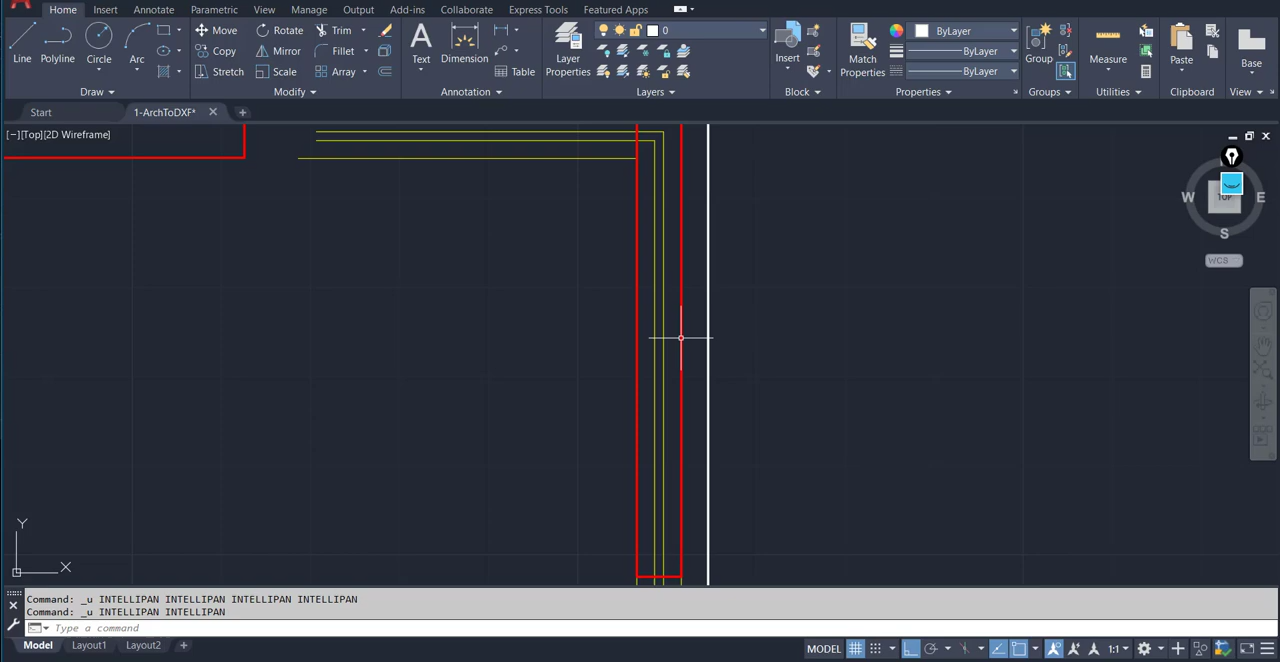 Home Insert Annotate Parametric View Manage Output Add-ins Collaborate Express Tools Featured Apps
Line Polyline Circle Arc
Move Rotate Trim
Copy Mirror Fillet
Stretch Scale Array
Text Dimension Table
Layer Properties
0
Insert
Match Properties
ByLayer
ByLayer
ByLayer
Group Measure Paste Base
Draw Modify Annotation Layers Block Properties Groups Utilities Clipboard View
Start 1-ArchToDXF*
[−][Top][2D Wireframe]
W TOP E
S
WCS
Y
X
Command: _u INTELLIPAN INTELLIPAN INTELLIPAN INTELLIPAN
Command: _u INTELLIPAN INTELLIPAN
Type a command
Model Layout1 Layout2 MODEL 1:1